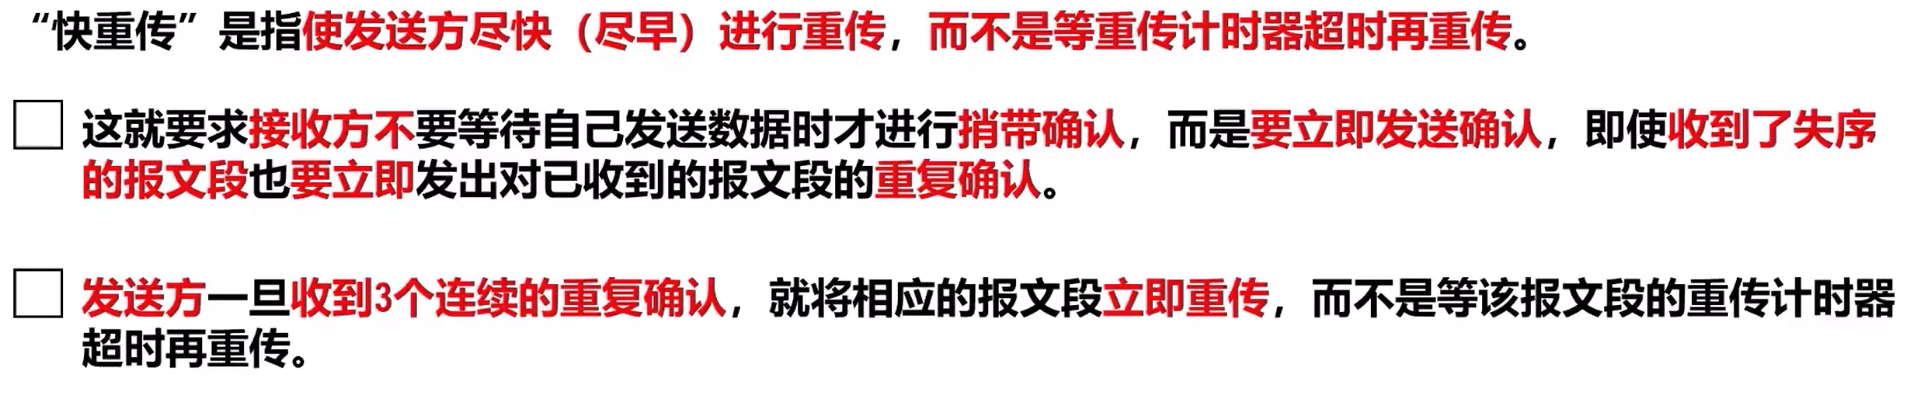 “快重传”是指使发送方尽快（尽早）进行重传，而不是等重传计时器超时再重传。
这就要求接收方不要等待自己发送数据时才进行捎带确认，而是要立即发送确认，即使收到了失序
的报文段也要立即发出对已收到的报文段的重复确认。
发送方一旦收到3个连续的重复确认，就将相应的报文段立即重传，而不是等该报文段的重传计时器
超时再重传。